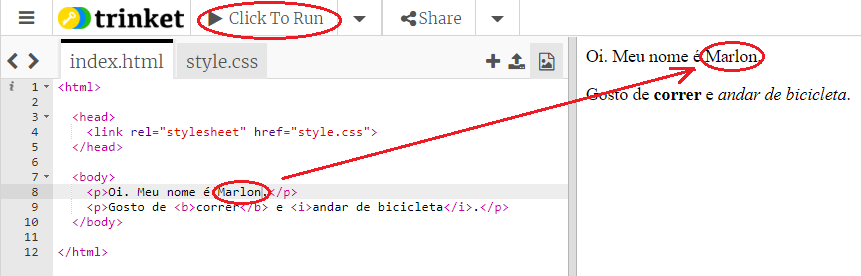 trinket Click To Run Share
index.html style.css
1 <html>
2
3 <head>
4 <link rel="stylesheet" href="style.css">
5 </head>
6
7 <body>
8 <p>Oi. Meu nome é Marlon.</p>
9 <p>Gosto de <b>correr</b> e <i>andar de bicicleta</i>.</p>
10 </body>
11
12 </html>
Oi. Meu nome é Marlon.
Gosto de correr e andar de bicicleta.